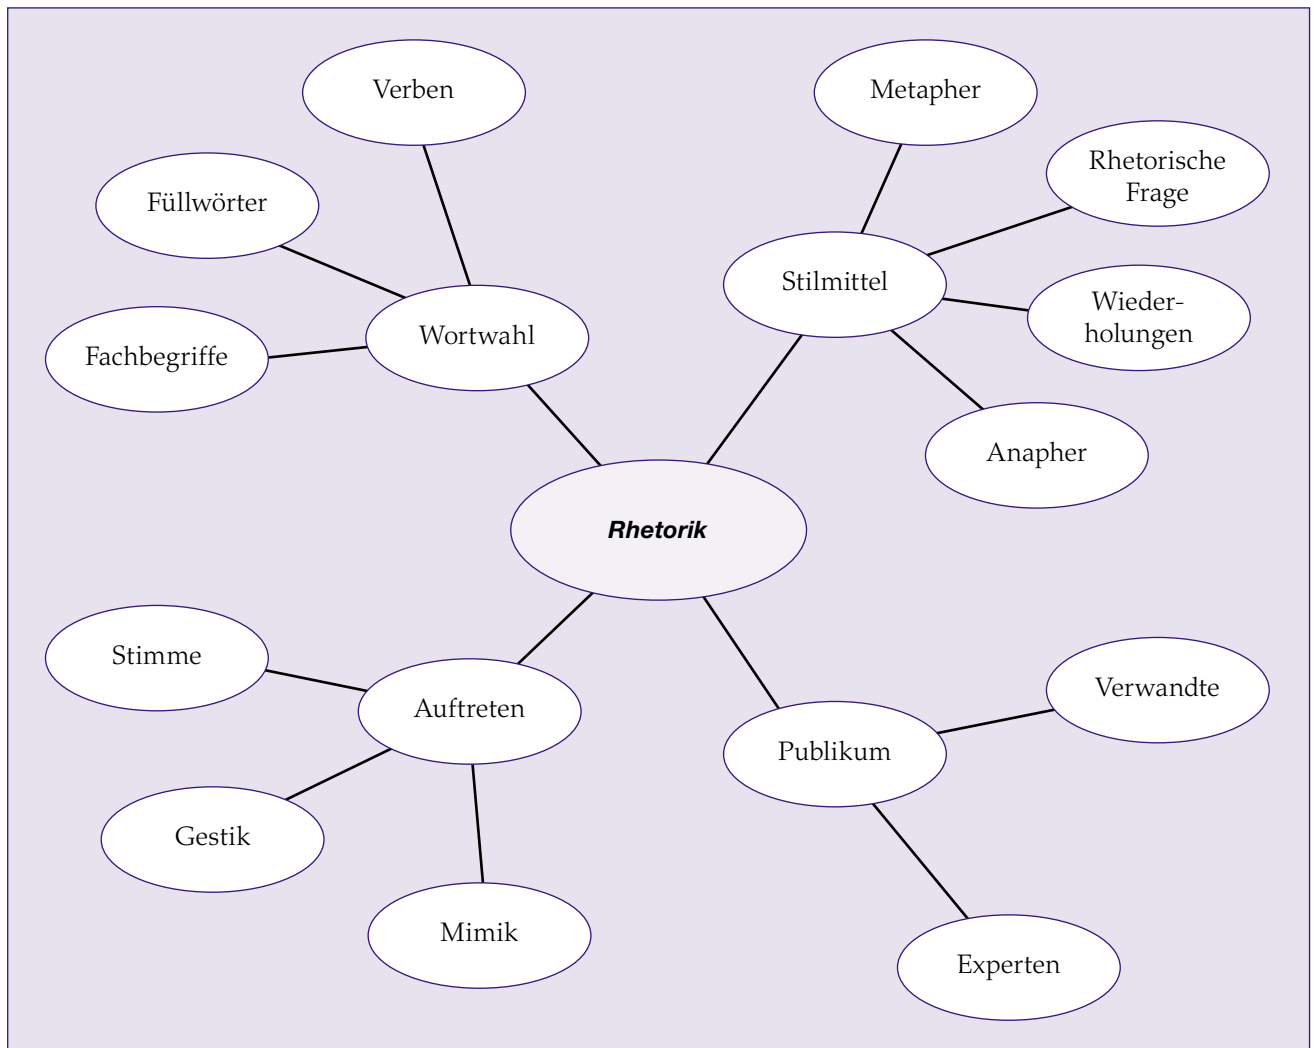 Verben
Metapher
Rhetorische
Frage
Füllwörter
Stilmittel
Wieder-
holungen
Wortwahl
Fachbegriffe
Anapher
Rhetorik
Stimme
Auftreten
Verwandte
Publikum
Gestik
Mimik
Experten